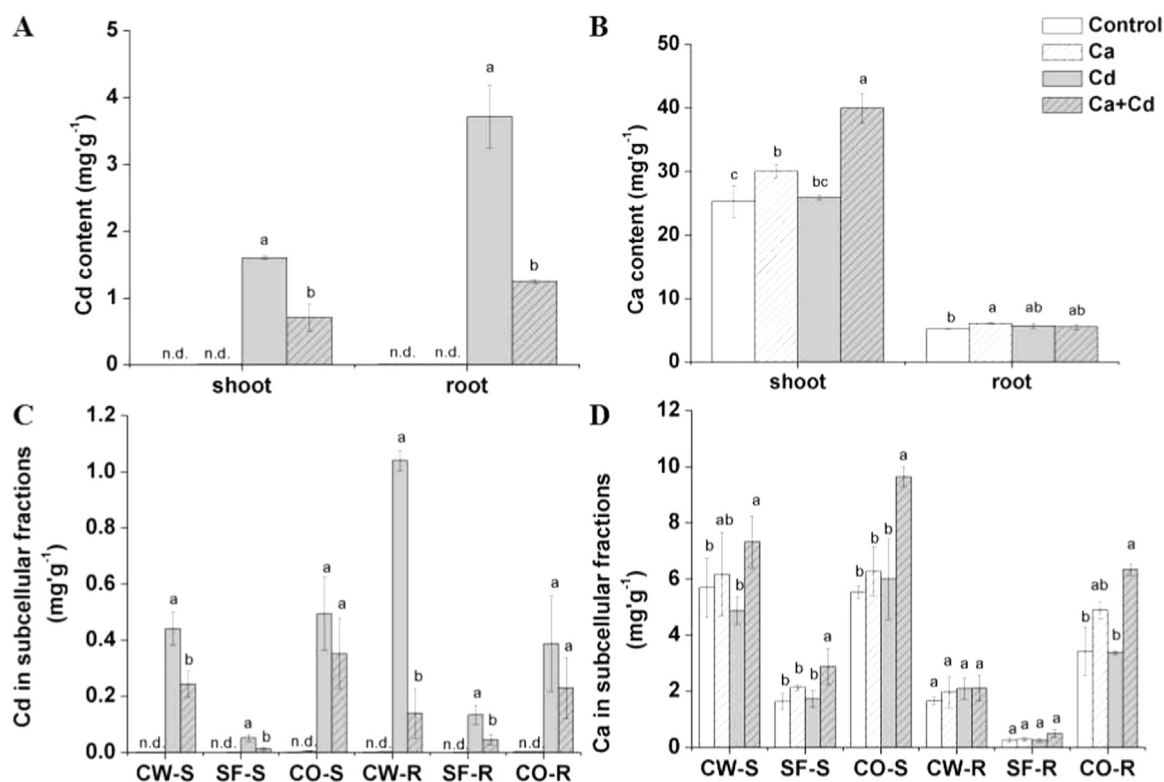 A
Cd content (mg'g-1)
5
4
3
2
1
0
n.d. n.d. a b
n.d. n.d. a b
shoot root
B
Ca content (mg'g-1)
50
40
30
20
10
0
c b bc a
b a ab ab
shoot root
Control
Ca
Cd
Ca+Cd
C
Cd in subcellular fractions
(mg'g-1)
1.2
1.0
0.8
0.6
0.4
0.2
0.0
n.d. a b
n.d. a b
n.d. a a
n.d. a b
n.d. a b
n.d. a a
CW-S SF-S CO-S CW-R SF-R CO-R
D
Ca in subcellular fractions
(mg'g-1)
12
10
8
6
4
2
0
b ab b a
b b b a
b b b a
a a a a
a a a a
b ab b a
CW-S SF-S CO-S CW-R SF-R CO-R